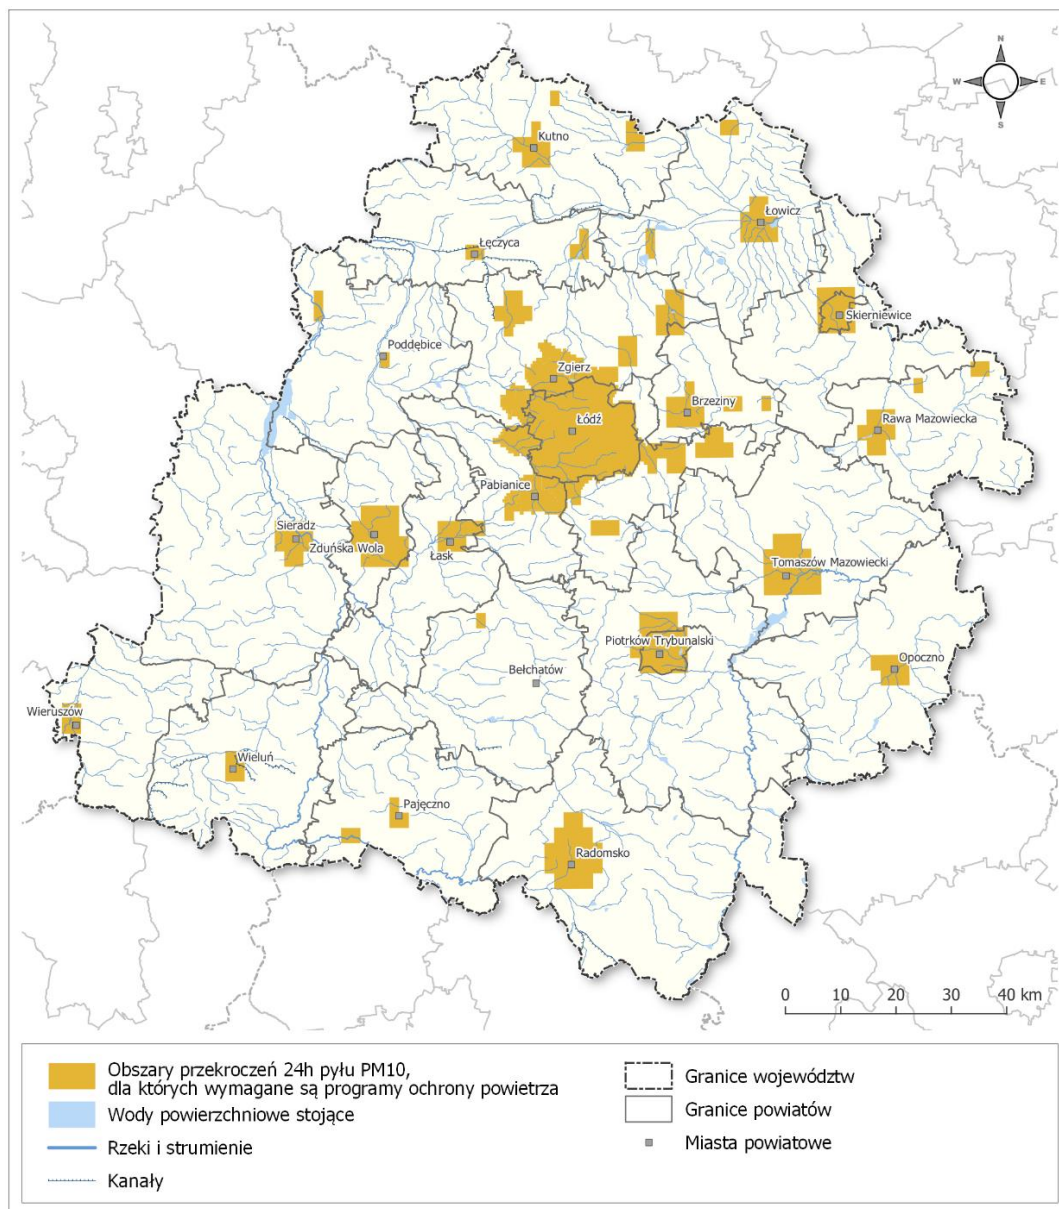 N
W E
S
Kutno
Łowicz
Łęczyca
Skierniewice
Poddębice
Zgierz
Brzeziny
Rawa Mazowiecka
Łódź
Pabianice
Sieradz
Zduńska Wola
Łask
Tomaszów Mazowiecki
Piotrków Trybunalski
Opoczno
Bełchatów
Wieruszów
Wieluń
Pajęczno
Radomsko
0 10 20 30 40 km
Obszary przekroczeń 24h pyłu PM10,
dla których wymagane są programy ochrony powietrza
Wody powierzchniowe stojące
Rzeki i strumienie
Kanały
Granice województw
Granice powiatów
Miasta powiatowe